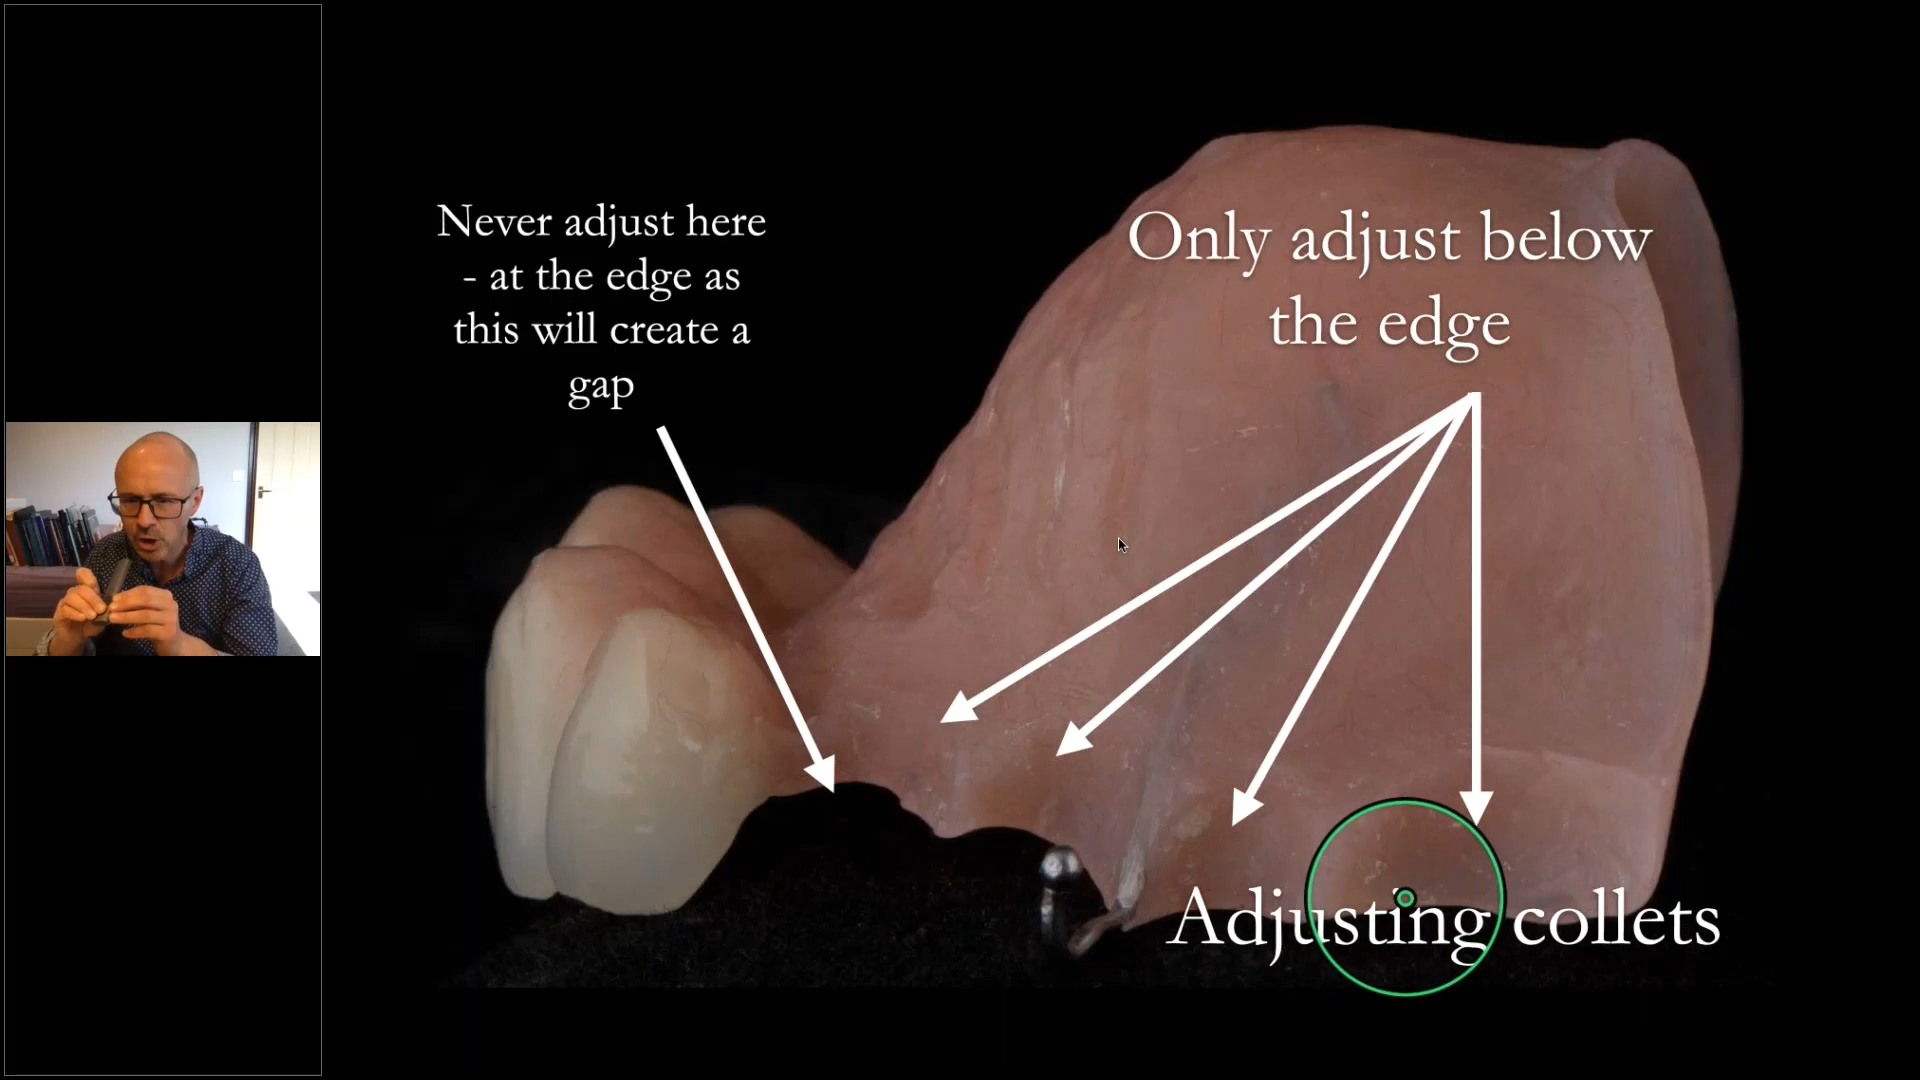 Never adjust here
- at the edge as
this will create a
gap
Only adjust below
the edge
Adjusting collets